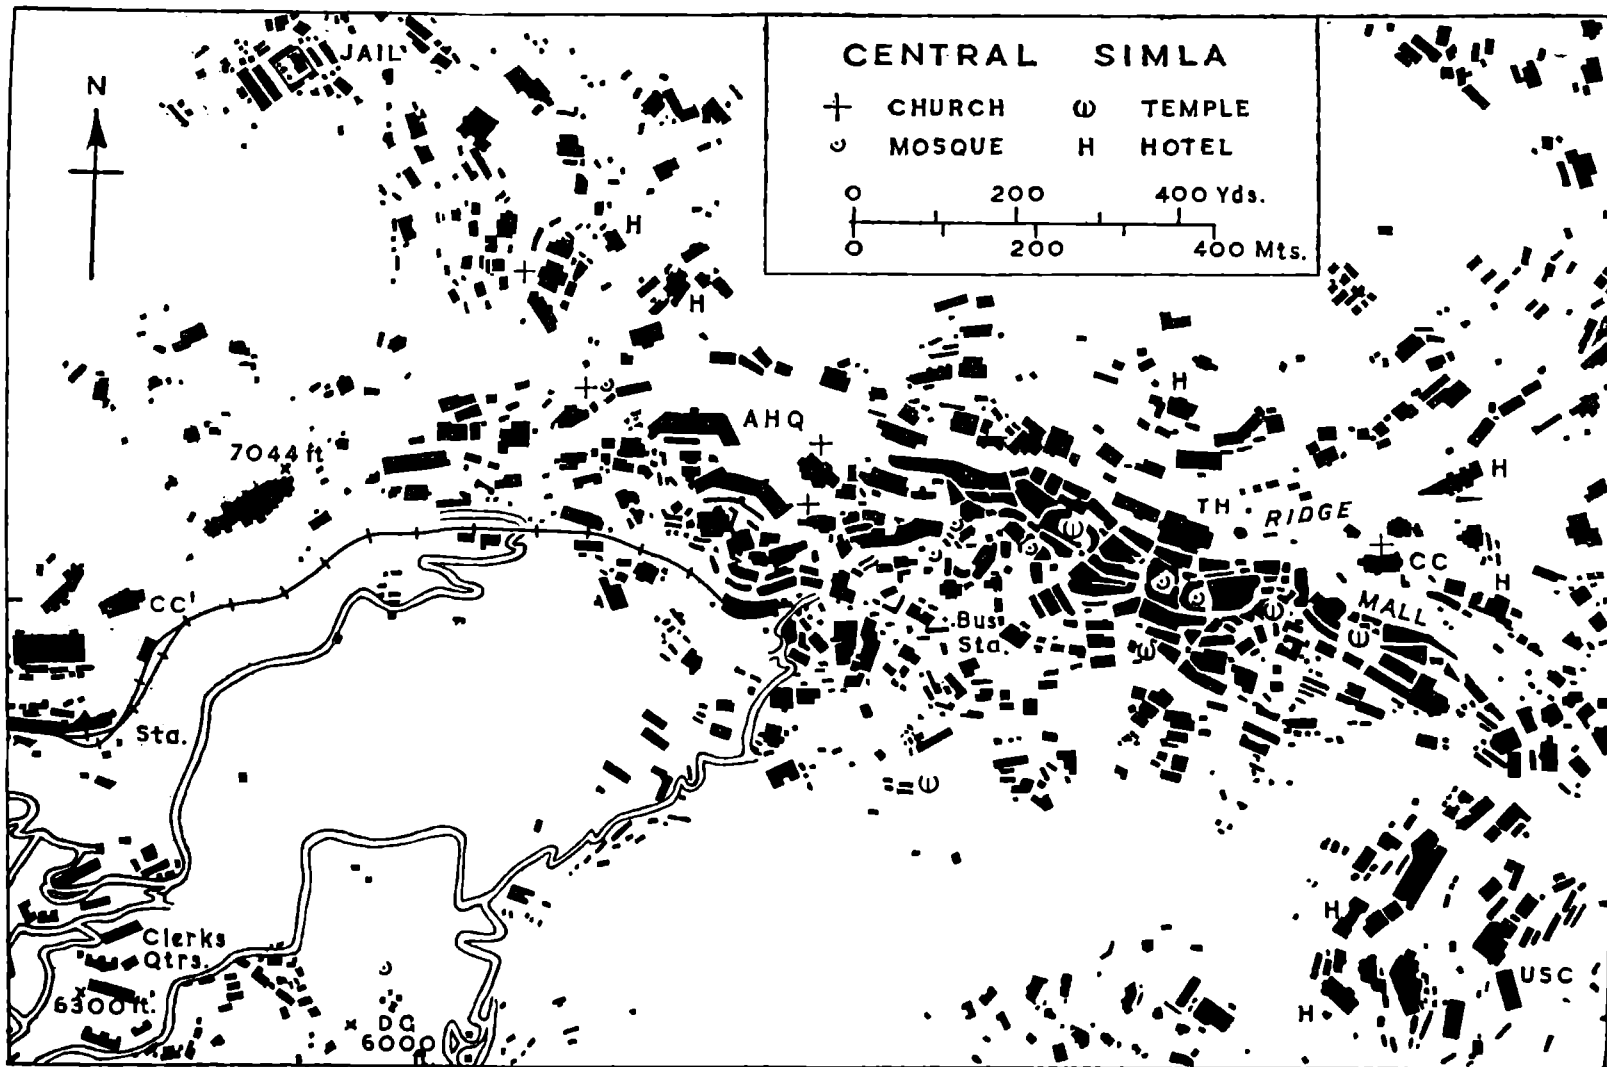 JAIL
N
CENTRAL SIMLA
CHURCH TEMPLE
MOSQUE H HOTEL
0 200 400 Yds.
0 200 400 Mts.
H
H
H
AHQ
7044 ft
H
TH
RIDGE
CC
H
CC
MALL
Bus
Sta.
Sta.
H
Clerks
Qtrs.
USC
6300 ft.
H
DG
6000